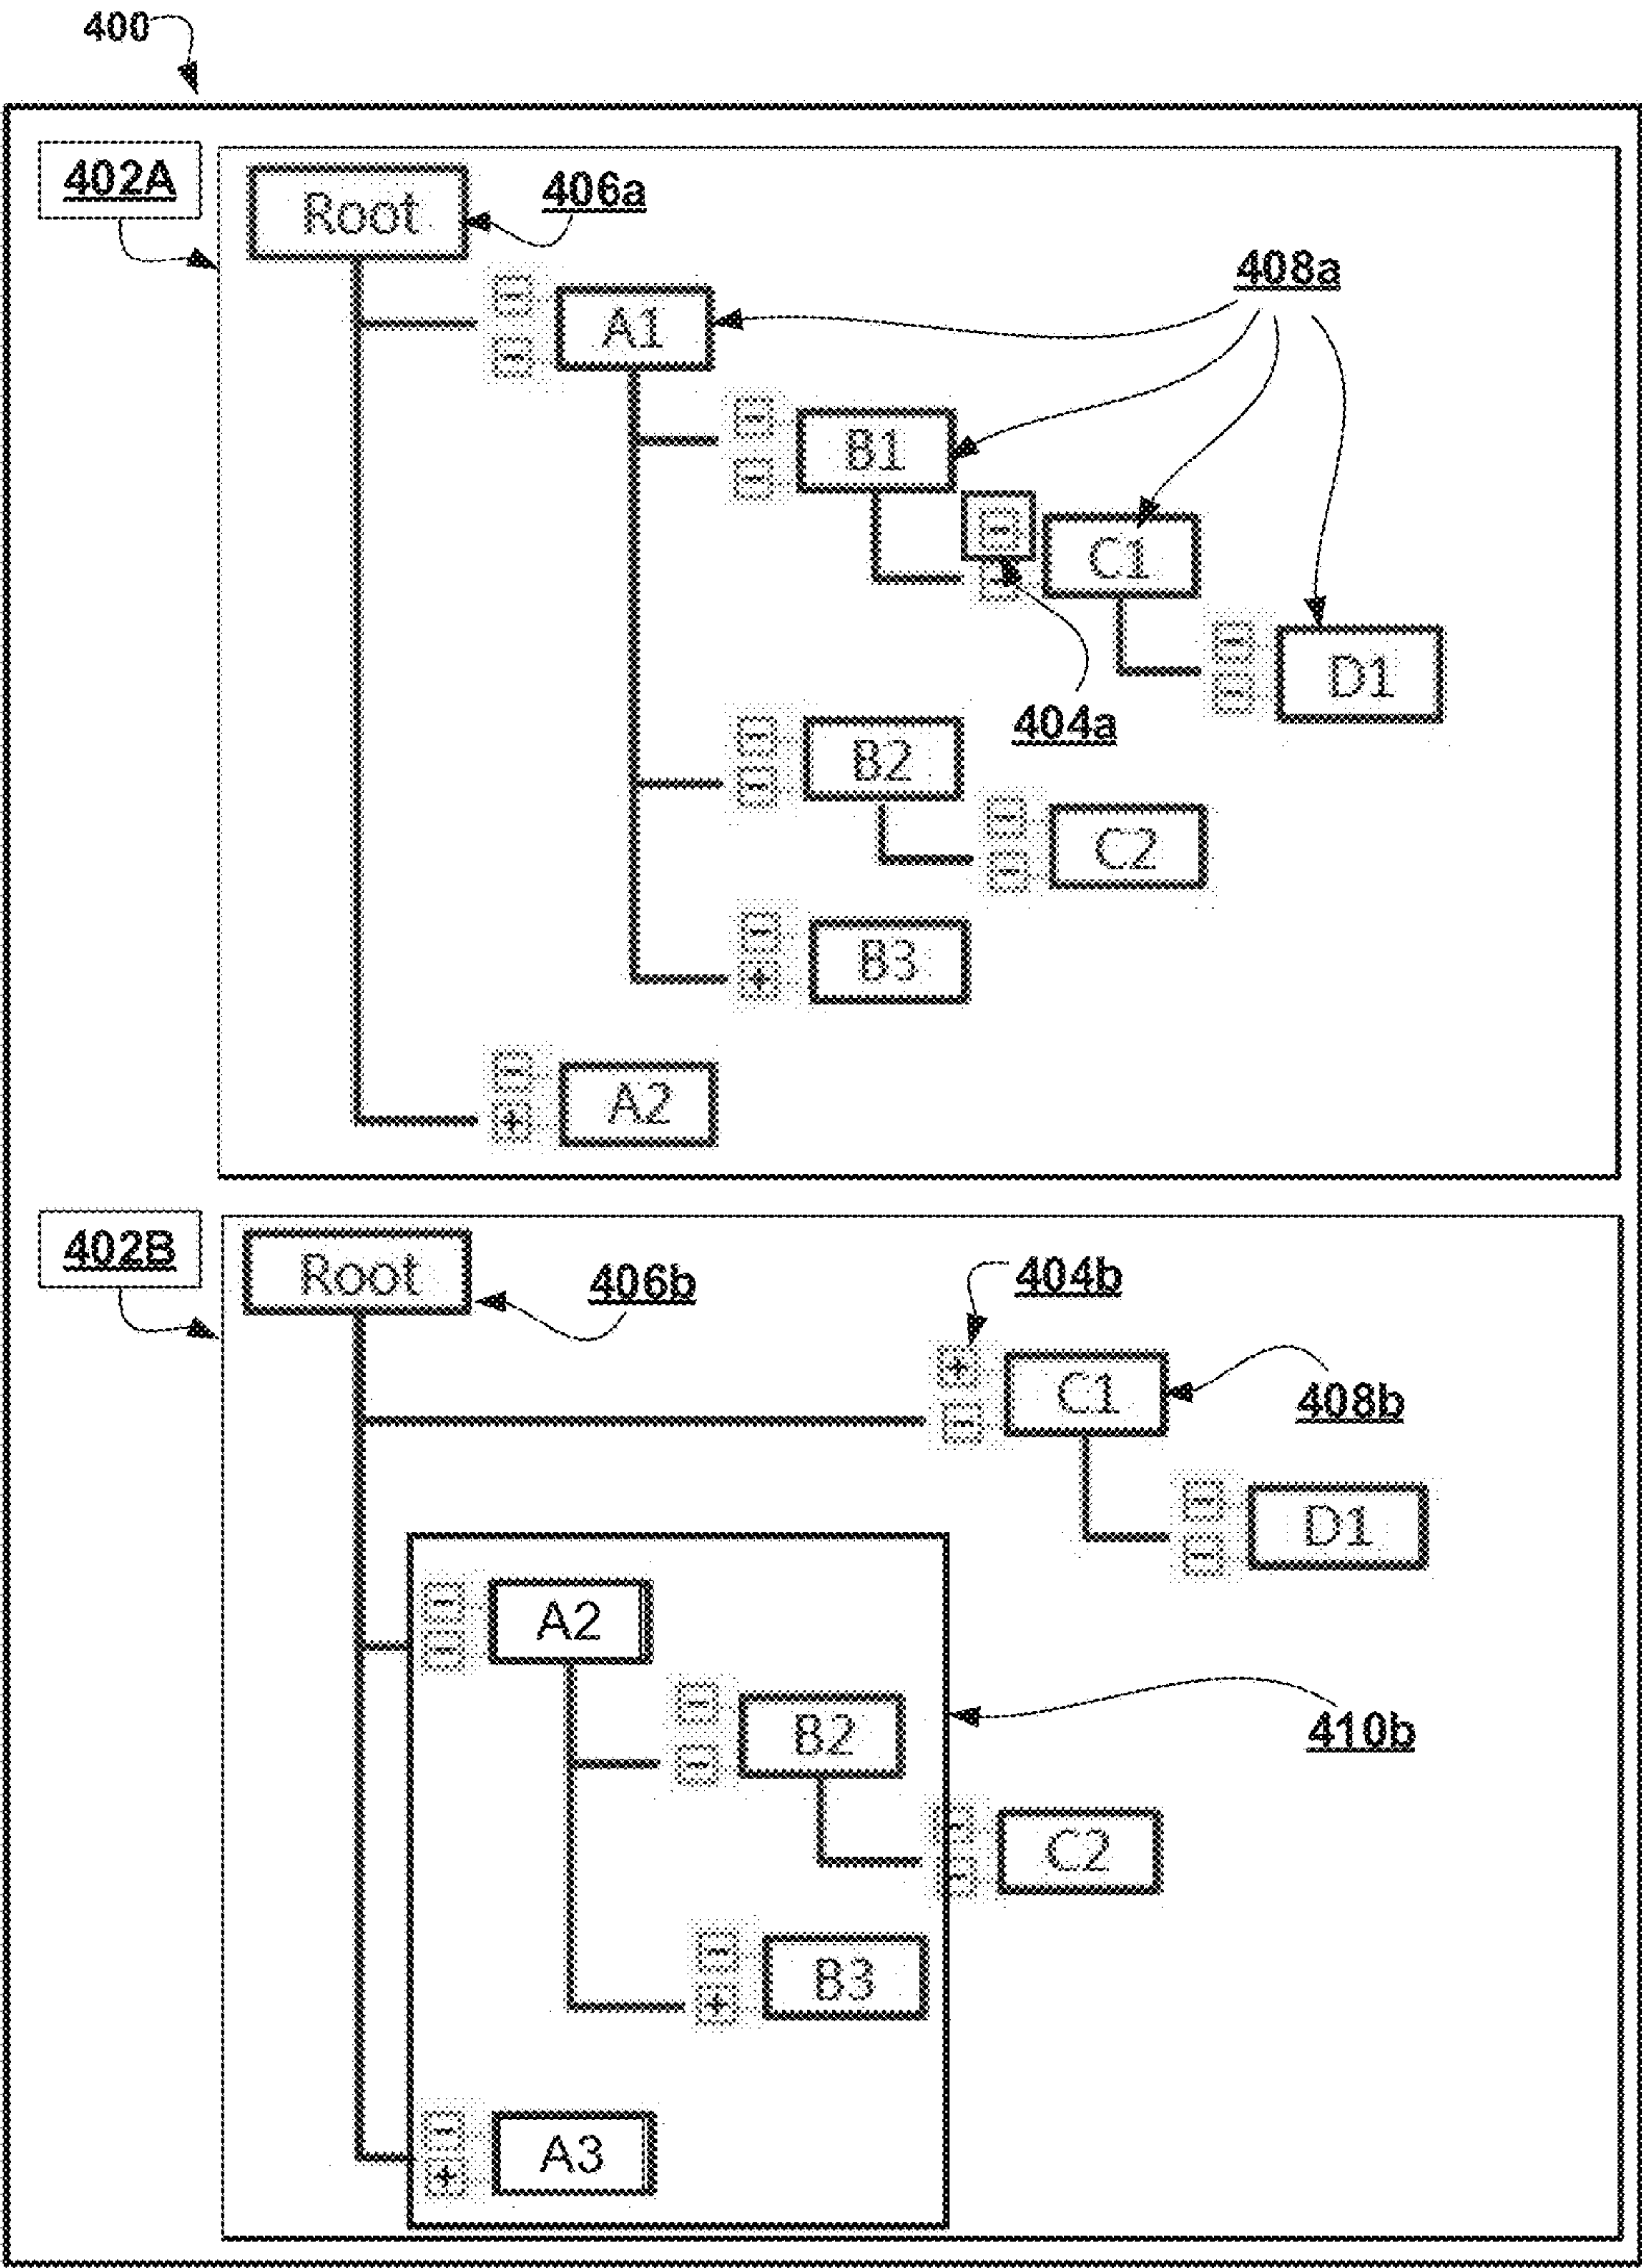 400
402A
Root
406a
408a
A1
B1
C1
D1
404a
B2
C2
B3
+
A2
+
402B
Root
406b
404b
+
C1
408b
D1
A2
B2
410b
C2
B3
+
A3
+